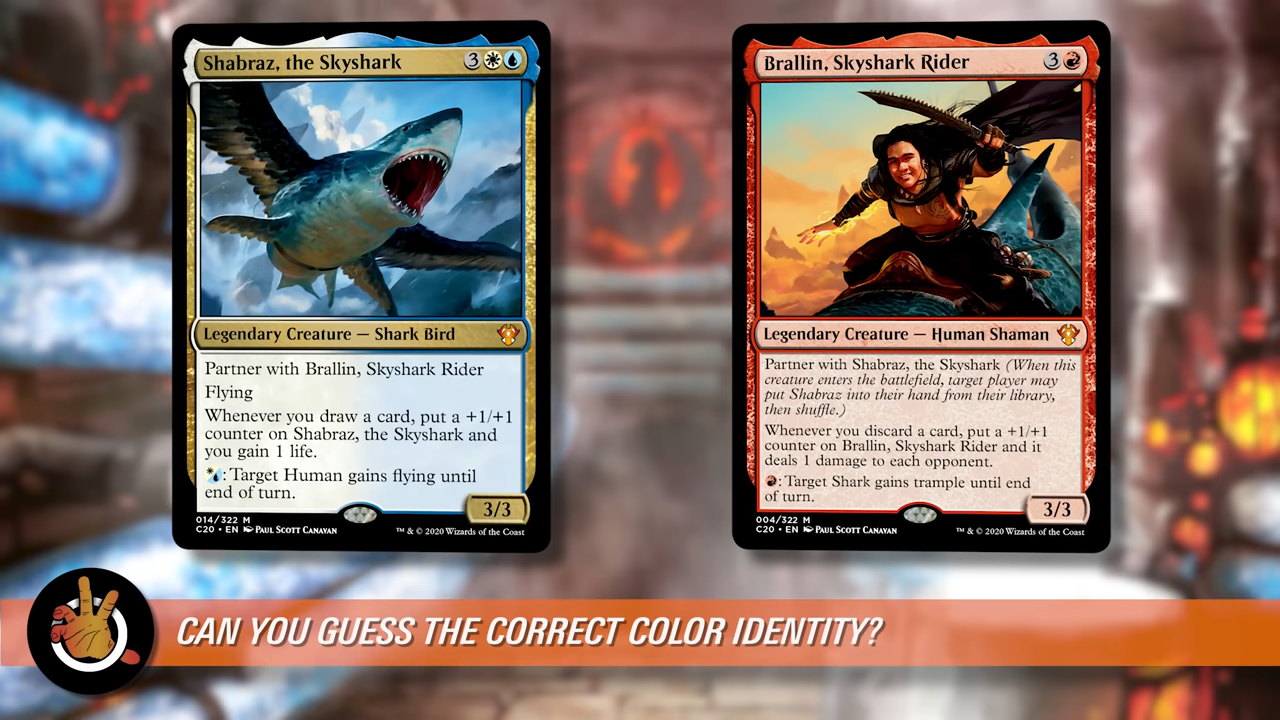 Shabraz, the Skyshark
3
Legendary Creature — Shark Bird
Partner with Brallin, Skyshark Rider
Flying
Whenever you draw a card, put a +1/+1
counter on Shabraz, the Skyshark and
you gain 1 life.
: Target Human gains flying until
end of turn.
3/3
014/322 M
C20 • EN PAUL SCOTT CANAVAN
™ & © 2020 Wizards of the Coast
Brallin, Skyshark Rider
3
Legendary Creature — Human Shaman
Partner with Shabraz, the Skyshark (When this
creature enters the battlefield, target player may
put Shabraz into their hand from their library,
then shuffle.)
Whenever you discard a card, put a +1/+1
counter on Brallin, Skyshark Rider and it
deals 1 damage to each opponent.
: Target Shark gains trample until end
of turn.
3/3
004/322 M
C20 • EN PAUL SCOTT CANAVAN
™ & © 2020 Wizards of the Coast
CAN YOU GUESS THE CORRECT COLOR IDENTITY?